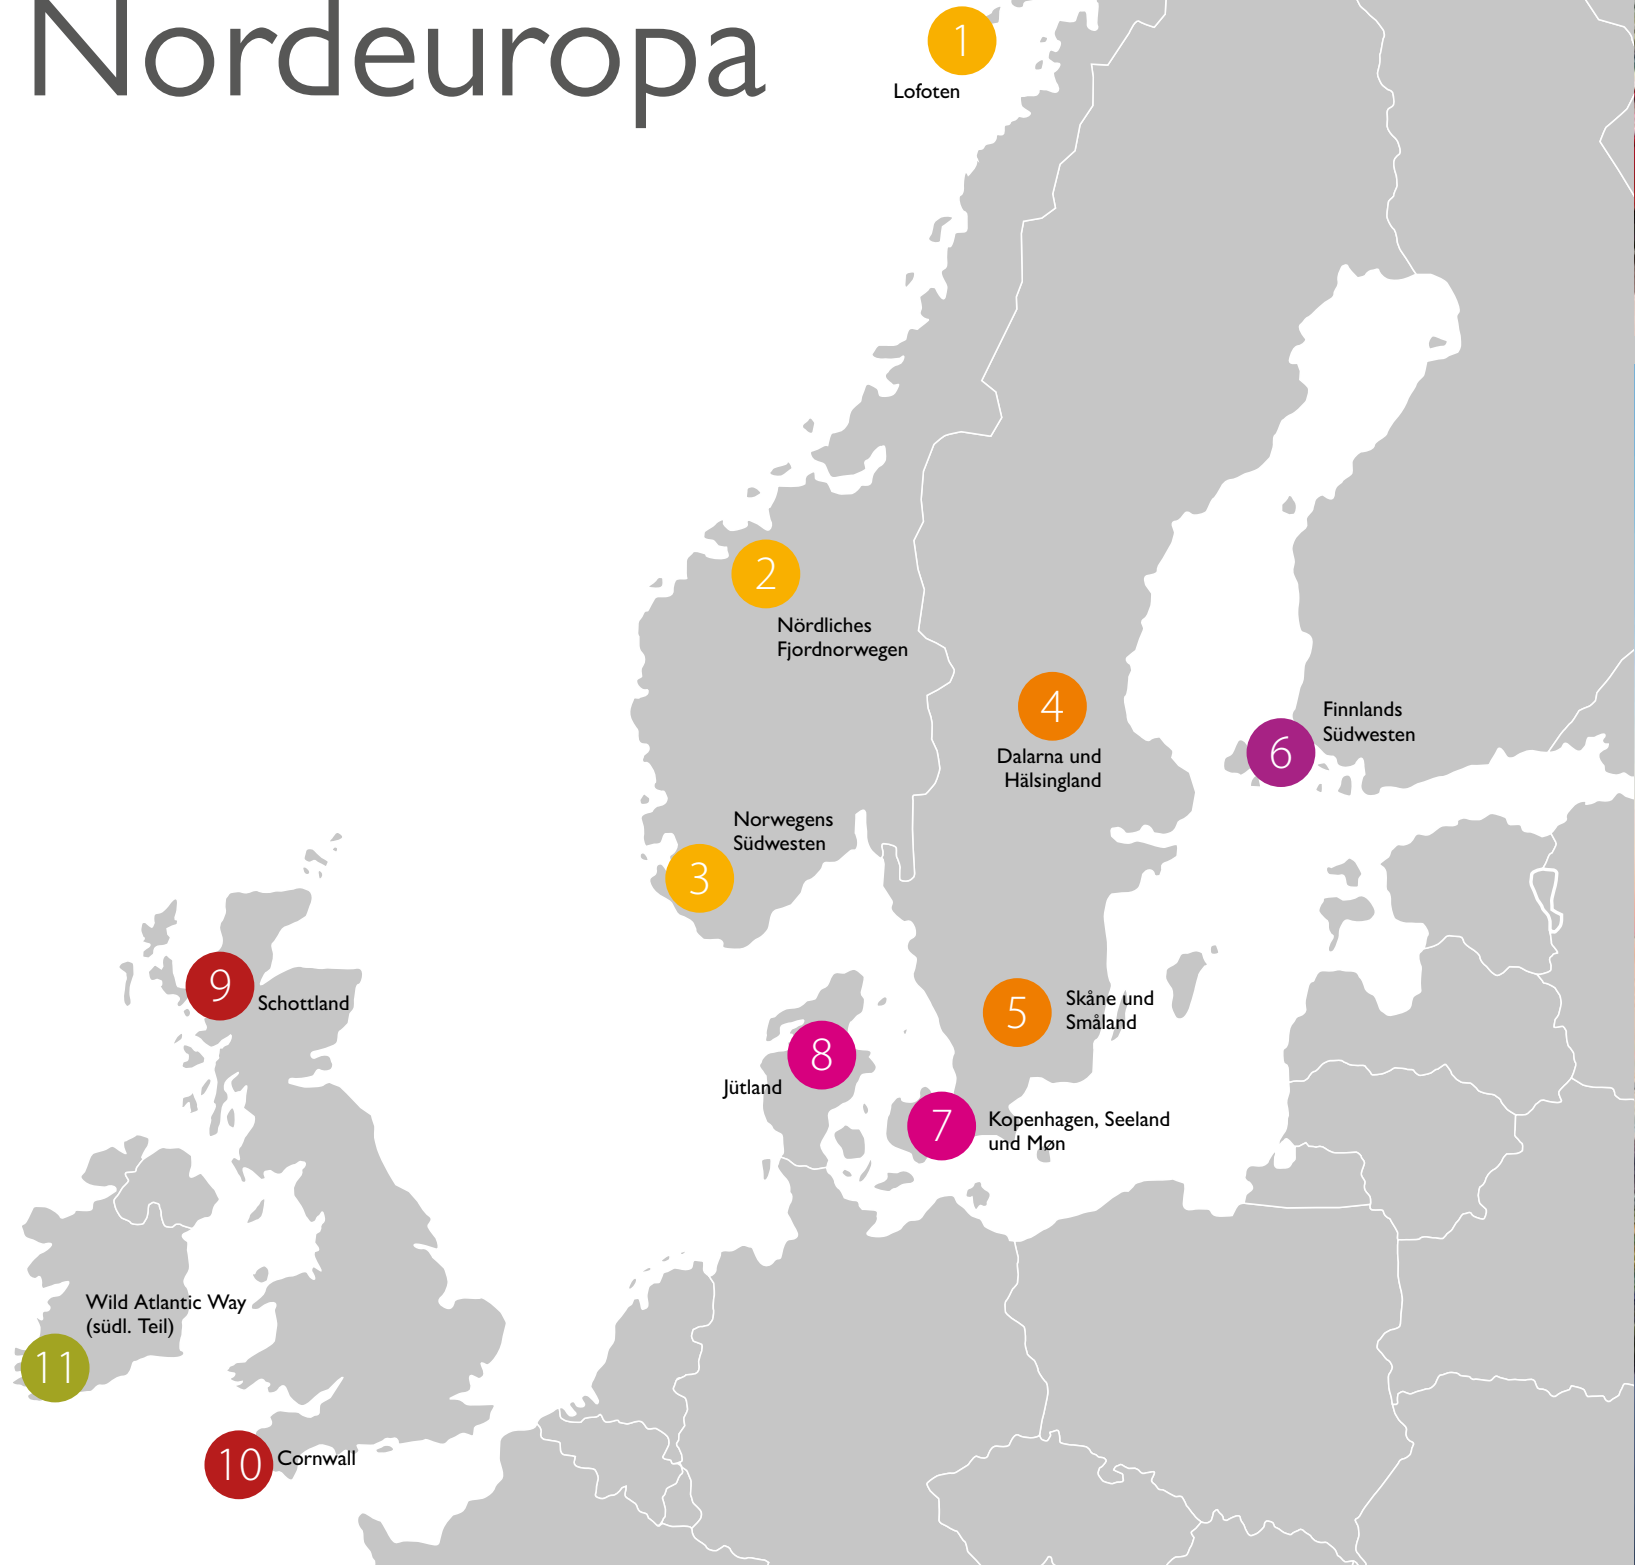 Nordeuropa
1
Lofoten
2
Nördliches
Fjordnorwegen
4
Dalarna und
Hälsingland
Finnlands
Südwesten
6
Norwegens
Südwesten
3
9
Schottland
5
Skåne und
Småland
8
Jütland
7
Kopenhagen, Seeland
und Møn
Wild Atlantic Way
(südl. Teil)
11
10
Cornwall